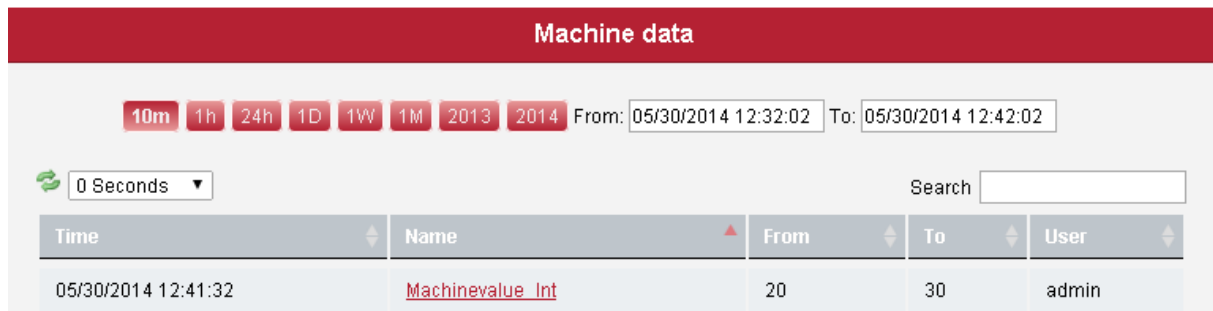 Machine data
10m 1h 24h 1D 1W 1M 2013 2014 From: 05/30/2014 12:32:02 To: 05/30/2014 12:42:02
0 Seconds Search
Time Name From To User
05/30/2014 12:41:32 Machinevalue_Int 20 30 admin